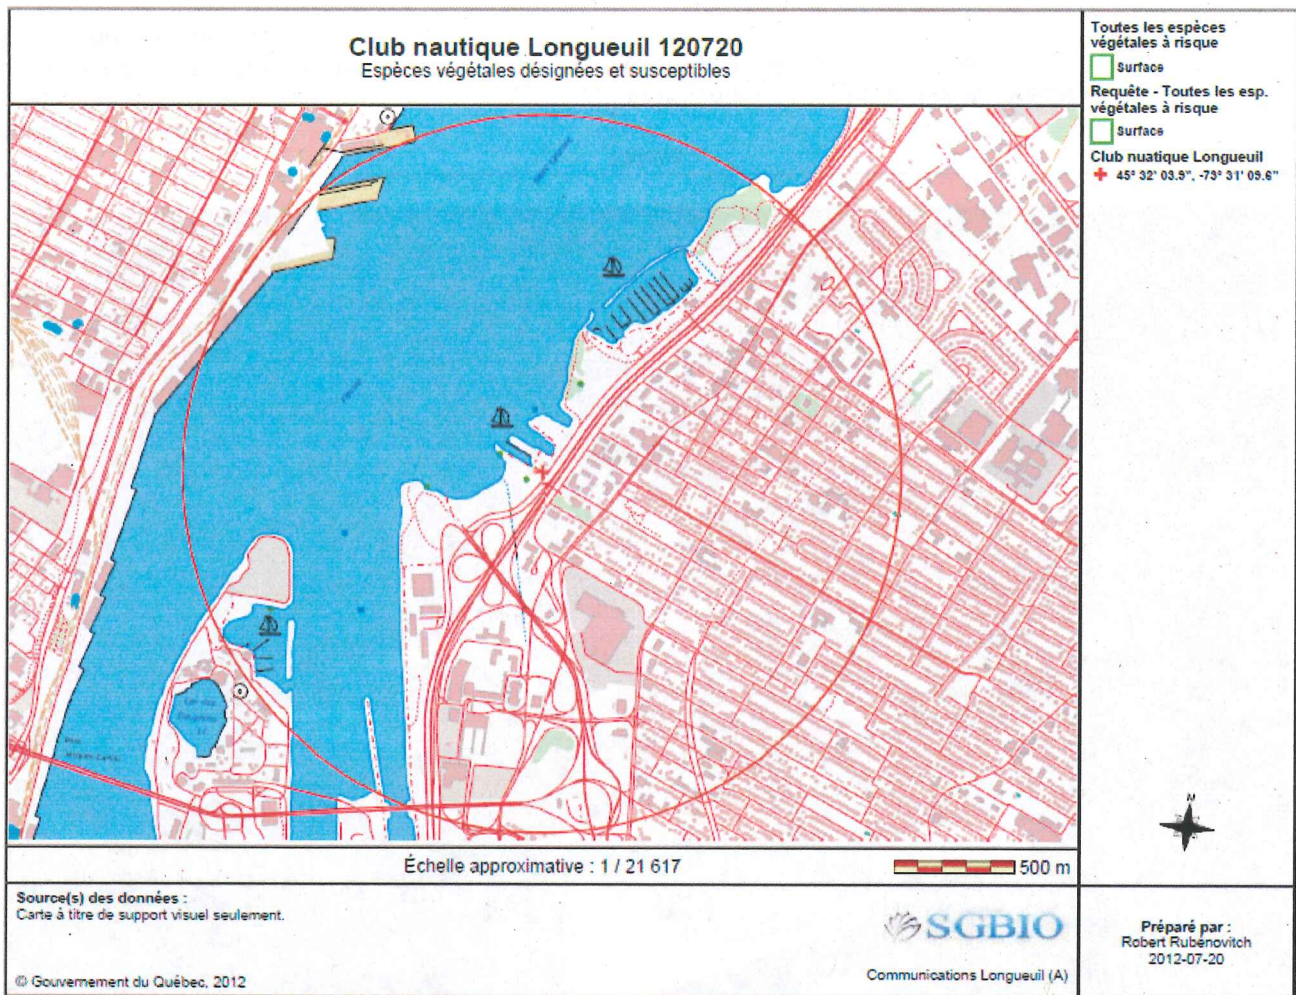 Club nautique Longueuil 120720
Espèces végétales désignées et susceptibles
Toutes les espèces
végétales à risque
Surface
Requête - Toutes les esp.
végétales à risque
Surface
Club nuatique Longueuil
45° 32' 03.9", -73° 31' 09.6"
N
Échelle approximative : 1 / 21 617
500 m
Source(s) des données :
Carte à titre de support visuel seulement.
© Gouvernement du Québec, 2012
SGBIO
Communications Longueuil (A)
Préparé par :
Robert Rubénovitch
2012-07-20